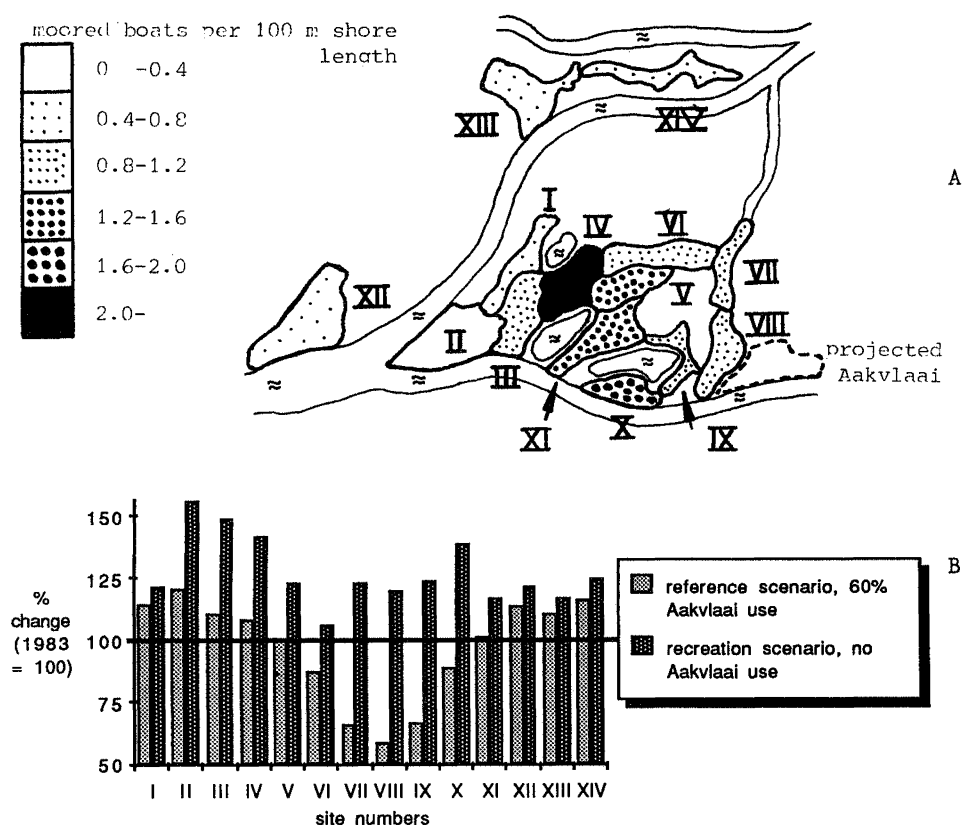 moored boats per 100 m shore
length
0 -0.4
0.4-0.8
0.8-1.2
1.2-1.6
1.6-2.0
2.0-
A
XIII
XIV
I
IV
VI
XII
VII
V
II
VIII
projected
Aakvlaai
III
XI
X
IX
B
%
change
(1983
= 100)
150
125
100
75
50
I II III IV V VI VII VIII IX X XI XII XIII XIV
site numbers
reference scenario, 60%
Aakvlaai use
recreation scenario, no
Aakvlaai use